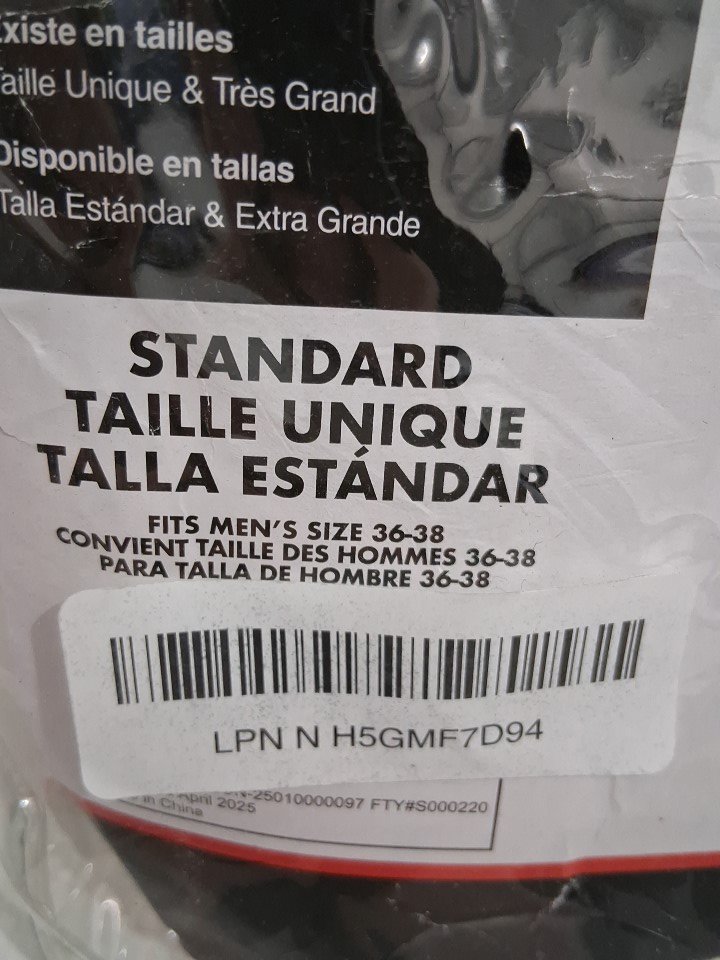 Existe en tailles
Taille Unique & Très Grand
Disponible en tallas
Talla Estándar & Extra Grande
STANDARD
TAILLE UNIQUE
TALLA ESTÁNDAR
FITS MEN'S SIZE 36-38
CONVIENT TAILLE DES HOMMES 36-38
PARA TALLA DE HOMBRE 36-38
LPN N H5GMF7D94
-25010000097 FTY#S000220
April 2025
in China